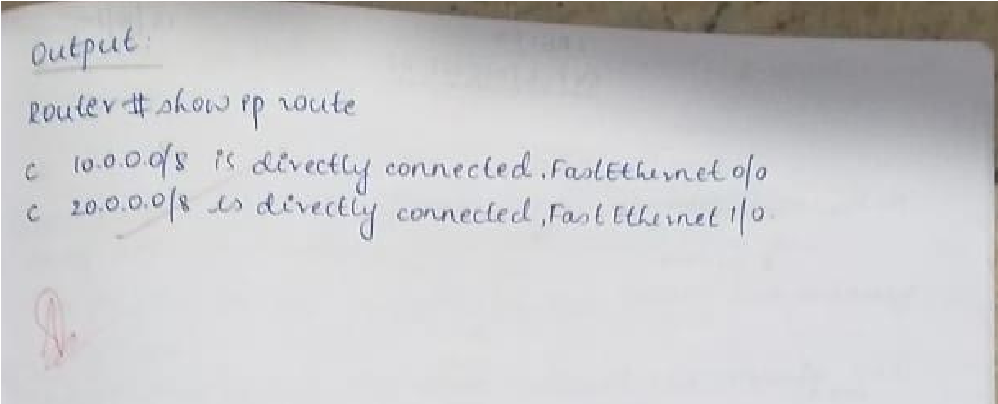 Output:
Router # show ip route
C 10.0.0.0/8 is directly connected, FastEthernet 0/0
C 20.0.0.0/8 is directly connected, FastEthernet 1/0